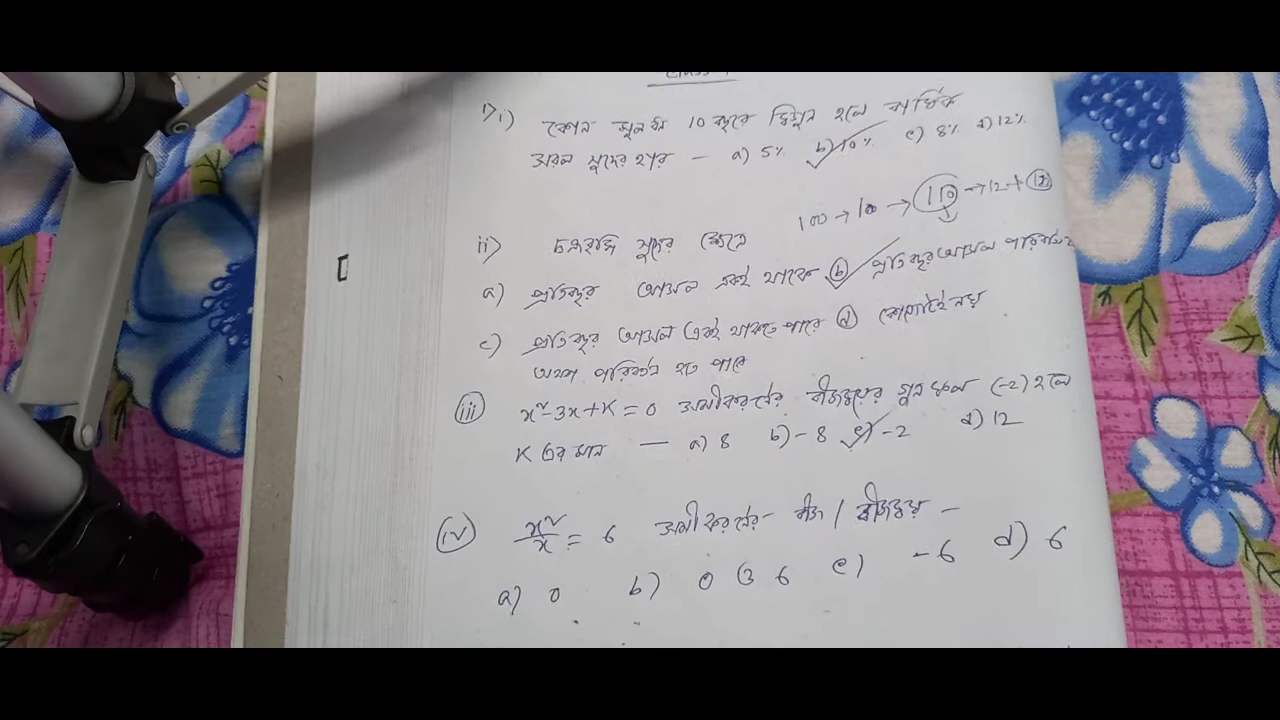 Class-
1) i) কোন মূলধন 10 বছরে দ্বিগুন হলে বার্ষিক
সরল সুদের হার — a) 5% b) 10% c) 8% d) 12%
100 → 10 → 110 → 12 +
ii) চক্রবৃদ্ধি সুদের ক্ষেত্রে
a) প্রতিবছর আসল একই থাকে b) প্রতিবছর আসল
c) প্রতিবছর আসল একই থাকতে পারে d) কোনোটিই নয়
অথবা পরিবর্তন হতে পারে
iii) x²-3x+K=0 সমীকরণের বীজদ্বয়ের গুনফল (-2) হলে
K এর মান — a) 8 b) -8 c) -2 d) 12
iv) x²/x = 6 সমীকরণের বীজ / বীজদ্বয় —
a) 0 b) 0 ও 6 c) -6 d) 6